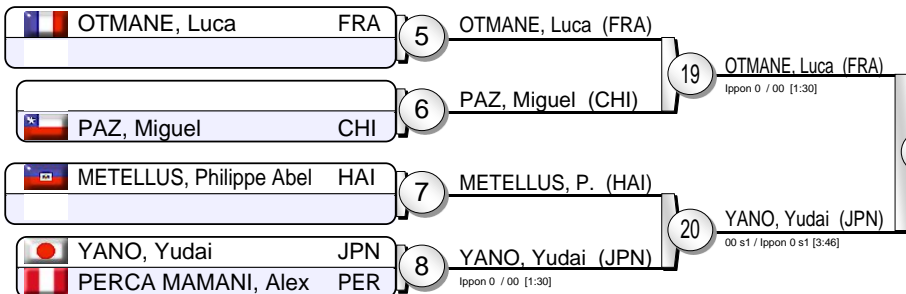 OTMANE, Luca FRA
5
OTMANE, Luca (FRA)
19
OTMANE, Luca (FRA)
Ippon 0 / 00 [1:30]
6
PAZ, Miguel (CHI)
PAZ, Miguel CHI
METELLUS, Philippe Abel HAI
7
METELLUS, P. (HAI)
20
YANO, Yudai (JPN)
00 s1 / Ippon 0 s1 [3:46]
YANO, Yudai JPN
8
YANO, Yudai (JPN)
Ippon 0 / 00 [1:30]
PERCA MAMANI, Alex PER